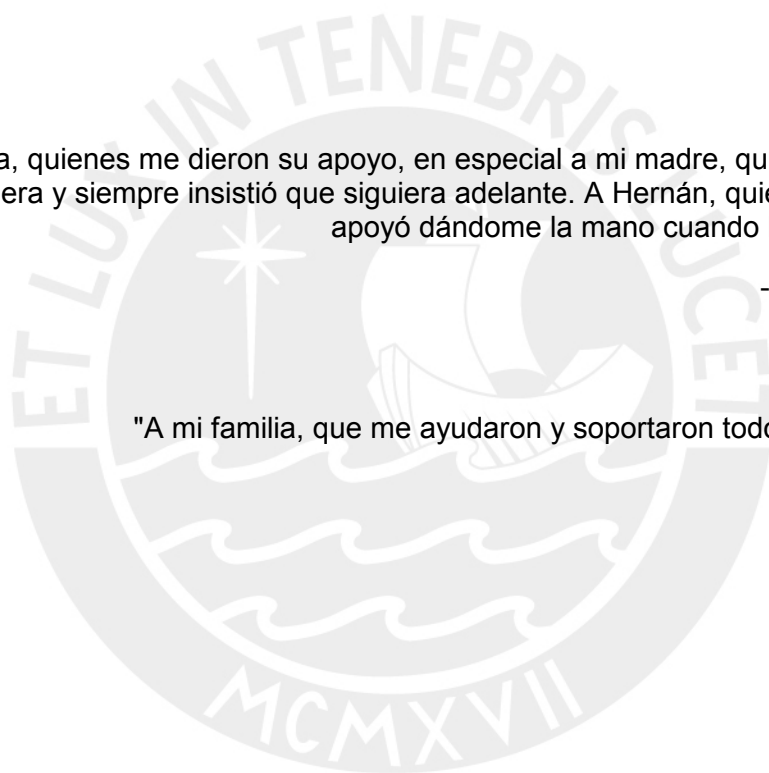 ET LUX IN TENEBRIS LUCET
a, quienes me dieron su apoyo, en especial a mi madre, qu
era y siempre insistió que siguiera adelante. A Hernán, quie
apoyó dándome la mano cuando
-
"A mi familia, que me ayudaron y soportaron todo
MCMXVII